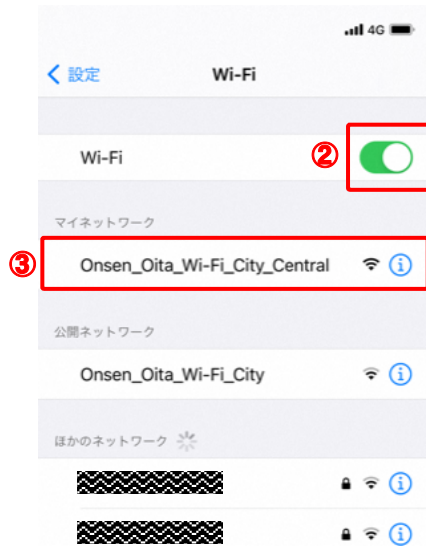 4G
設定 Wi-Fi
Wi-Fi ②
マイネットワーク
③ Onsen_Oita_Wi-Fi_City_Central
公開ネットワーク
Onsen_Oita_Wi-Fi_City
ほかのネットワーク